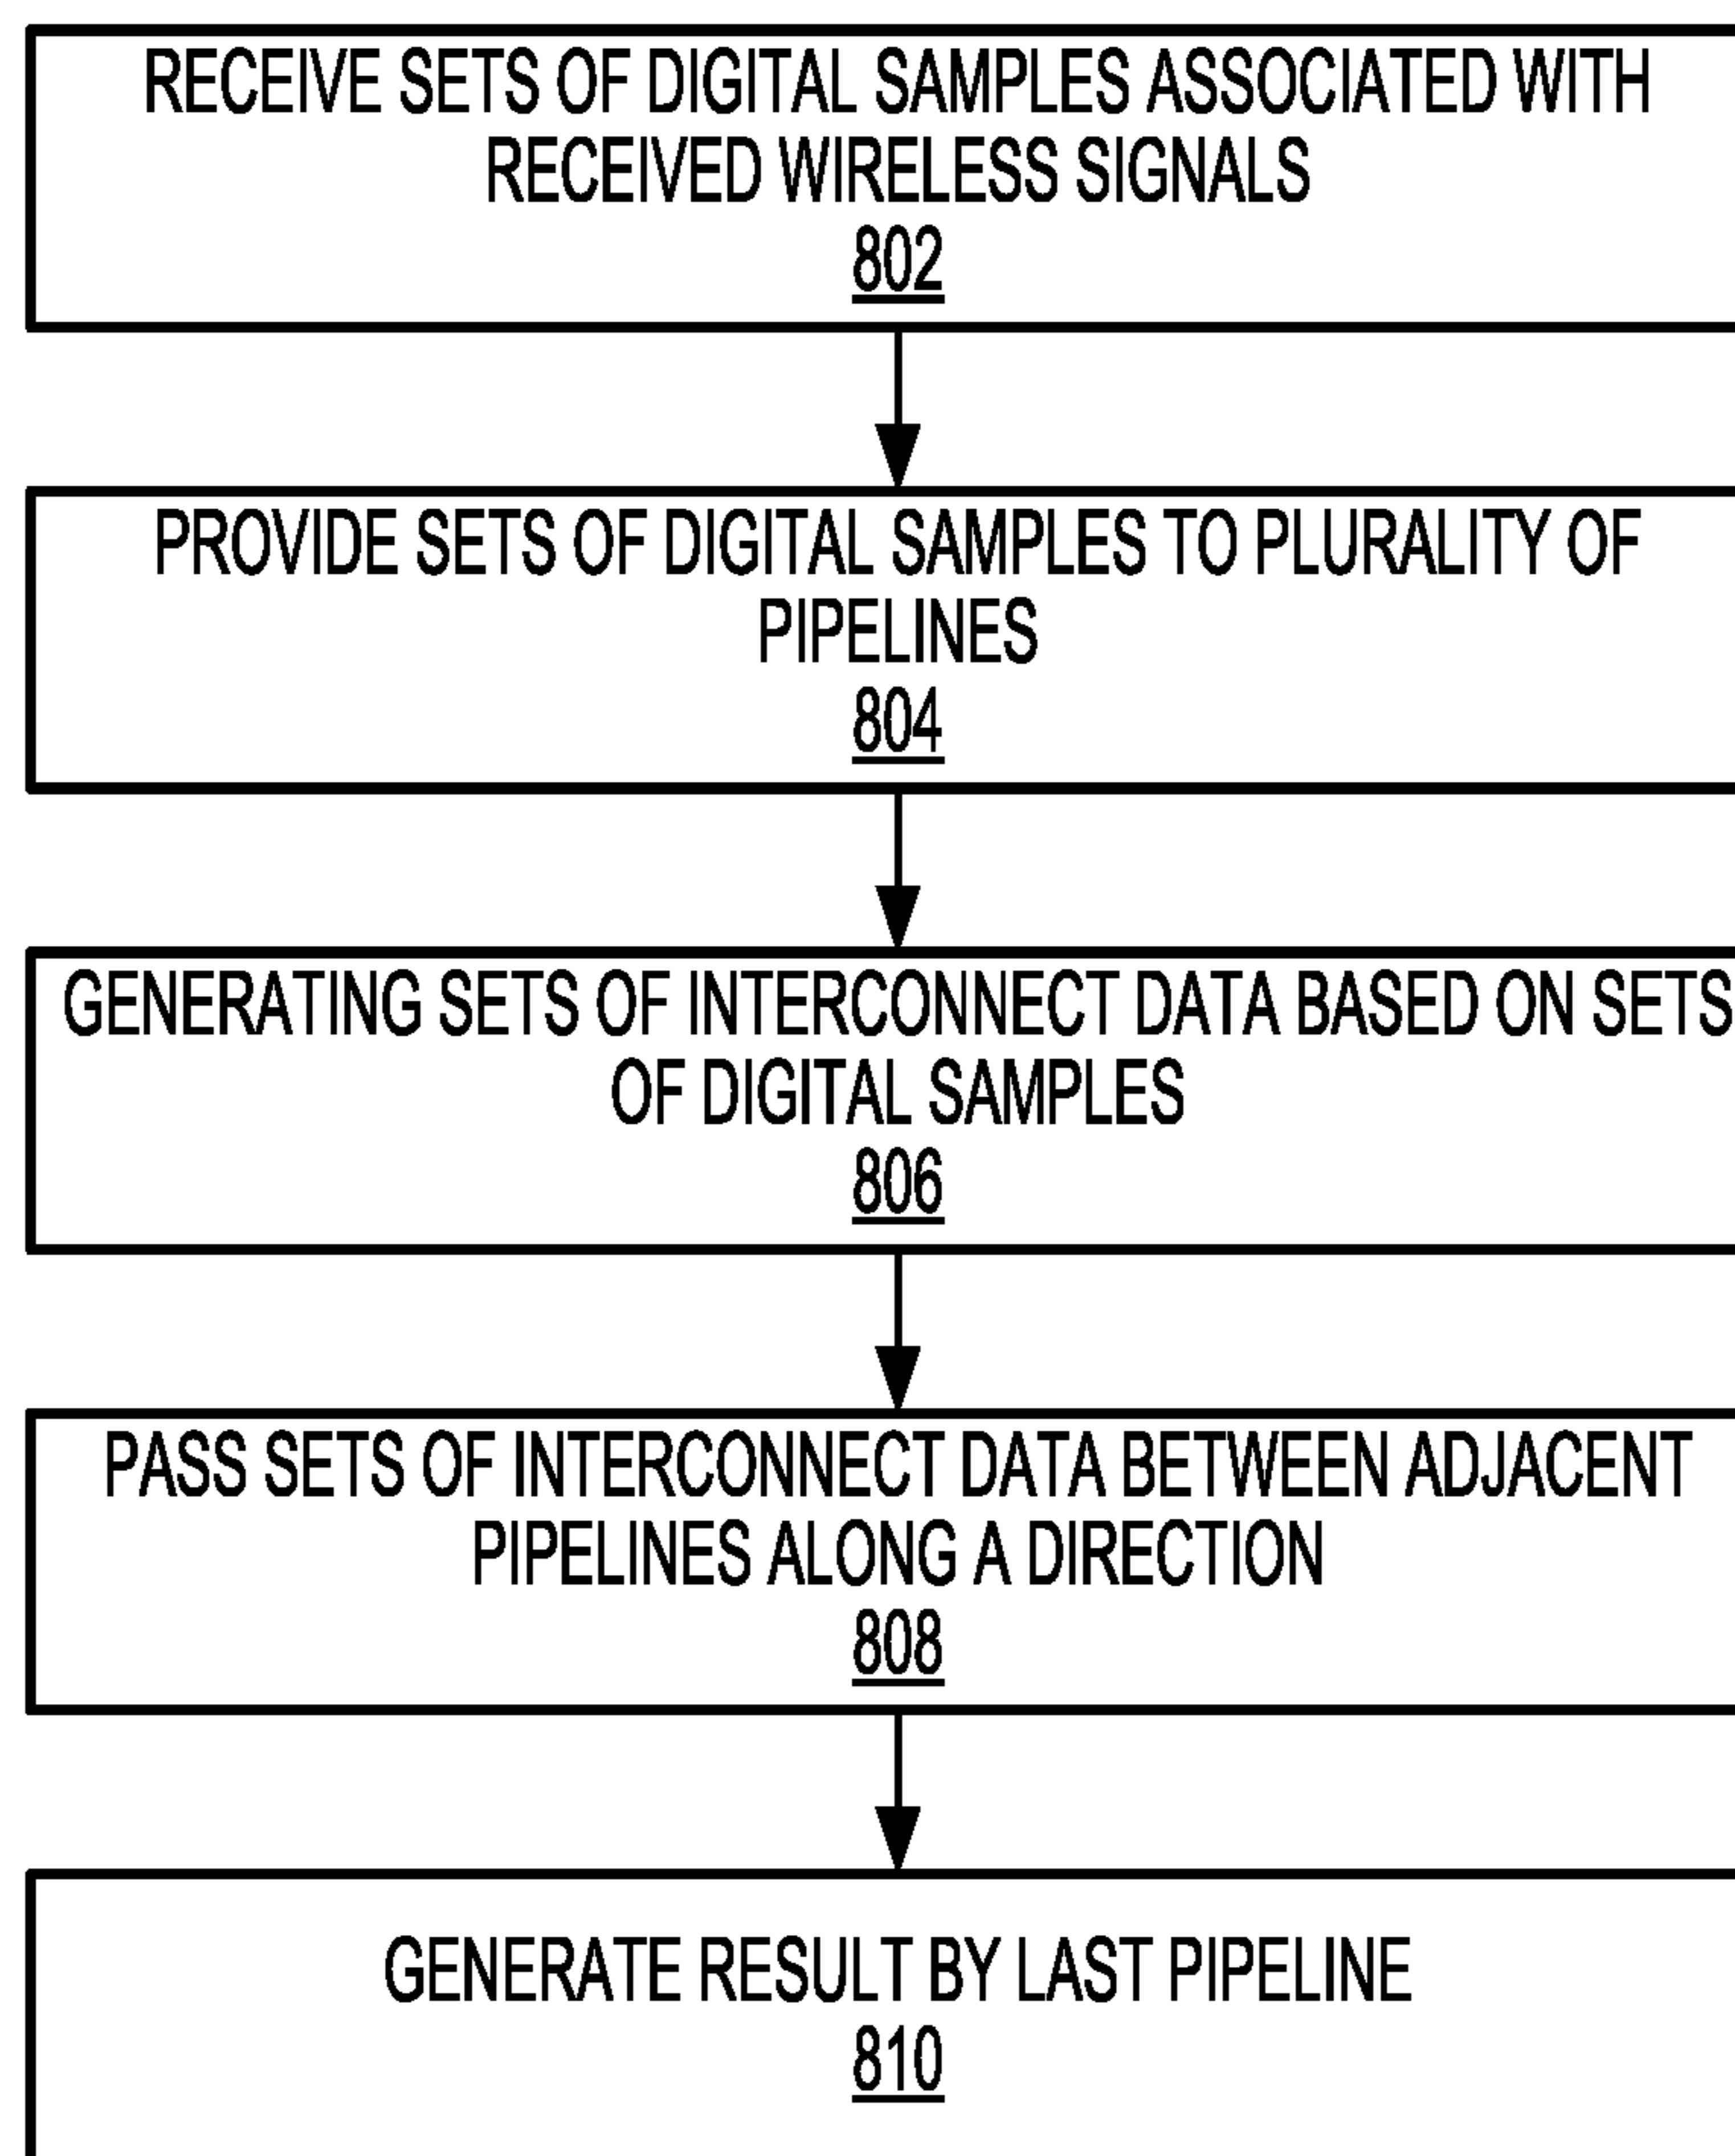 RECEIVE SETS OF DIGITAL SAMPLES ASSOCIATED WITH
RECEIVED WIRELESS SIGNALS
802
PROVIDE SETS OF DIGITAL SAMPLES TO PLURALITY OF
PIPELINES
804
GENERATING SETS OF INTERCONNECT DATA BASED ON SETS
OF DIGITAL SAMPLES
806
PASS SETS OF INTERCONNECT DATA BETWEEN ADJACENT
PIPELINES ALONG A DIRECTION
808
GENERATE RESULT BY LAST PIPELINE
810